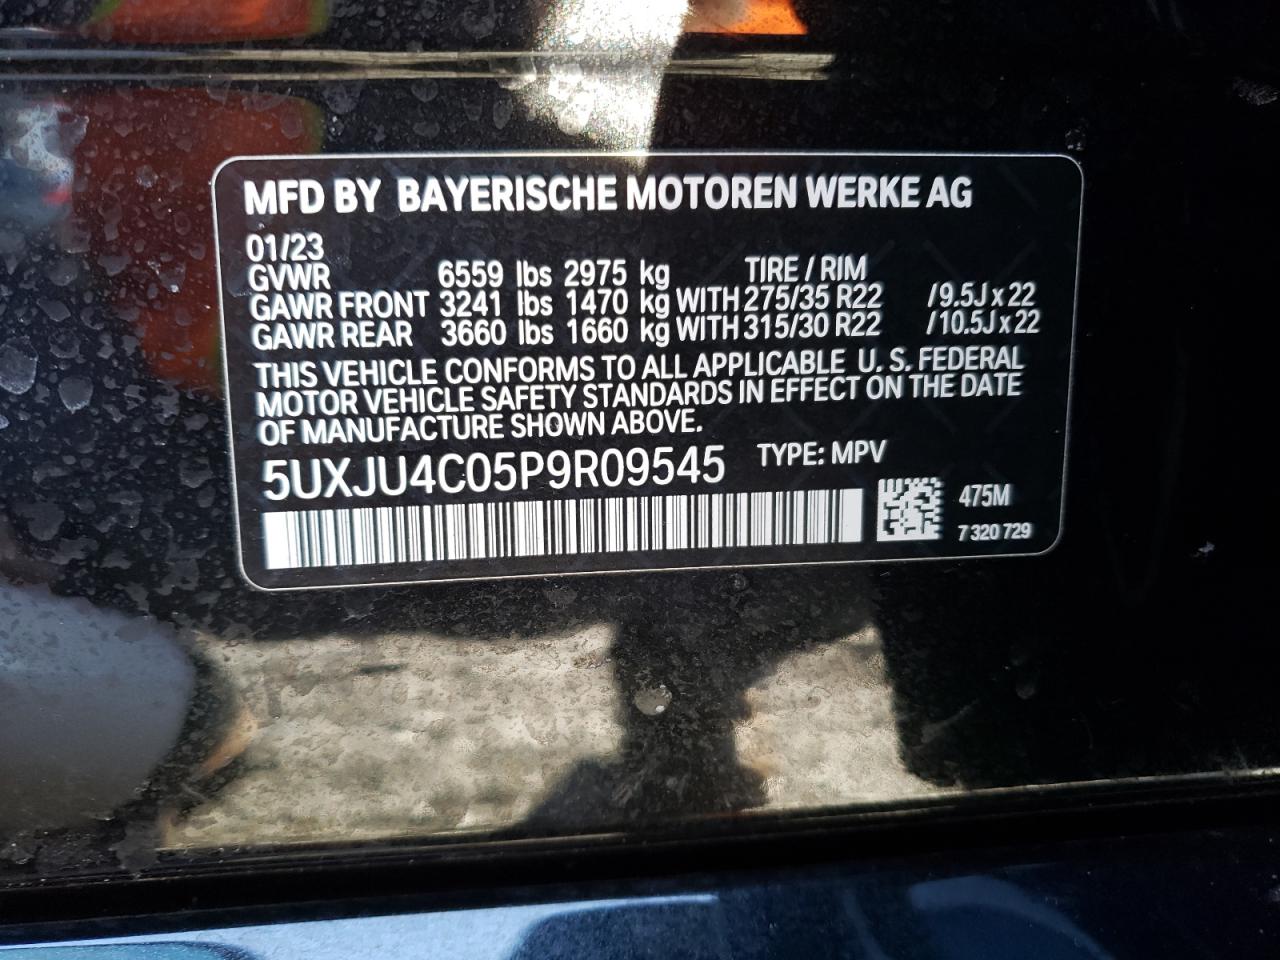 MFD BY BAYERISCHE MOTOREN WERKE AG
01/23
GVWR 6559 lbs 2975 kg TIRE / RIM
GAWR FRONT 3241 lbs 1470 kg WITH 275/35 R22 /9.5J x 22
GAWR REAR 3660 lbs 1660 kg WITH 315/30 R22 /10.5J x 22
THIS VEHICLE CONFORMS TO ALL APPLICABLE U. S. FEDERAL
MOTOR VEHICLE SAFETY STANDARDS IN EFFECT ON THE DATE
OF MANUFACTURE SHOWN ABOVE.
5UXJU4C05P9R09545 TYPE: MPV
475M
7 320 729